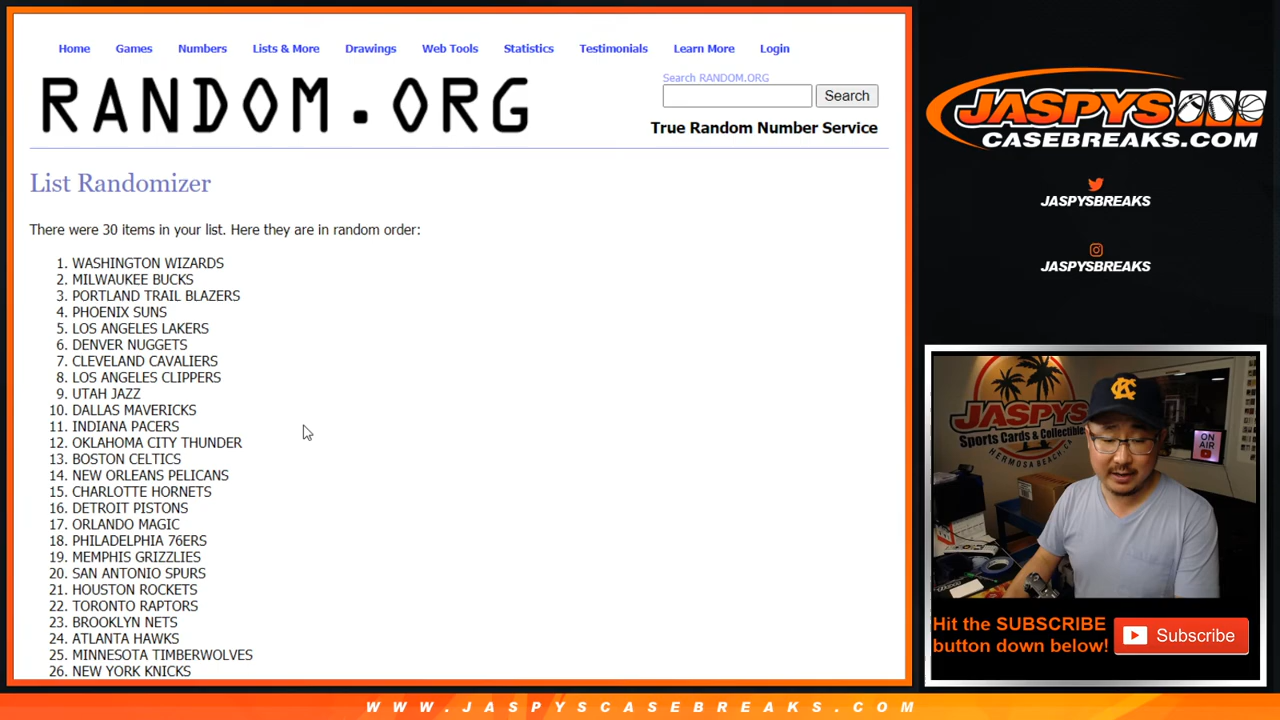 Home Games Numbers Lists & More Drawings Web Tools Statistics Testimonials Learn More Login
RANDOM.ORG
Search RANDOM.ORG
Search
True Random Number Service
List Randomizer
There were 30 items in your list. Here they are in random order:
1. WASHINGTON WIZARDS
2. MILWAUKEE BUCKS
3. PORTLAND TRAIL BLAZERS
4. PHOENIX SUNS
5. LOS ANGELES LAKERS
6. DENVER NUGGETS
7. CLEVELAND CAVALIERS
8. LOS ANGELES CLIPPERS
9. UTAH JAZZ
10. DALLAS MAVERICKS
11. INDIANA PACERS
12. OKLAHOMA CITY THUNDER
13. BOSTON CELTICS
14. NEW ORLEANS PELICANS
15. CHARLOTTE HORNETS
16. DETROIT PISTONS
17. ORLANDO MAGIC
18. PHILADELPHIA 76ERS
19. MEMPHIS GRIZZLIES
20. SAN ANTONIO SPURS
21. HOUSTON ROCKETS
22. TORONTO RAPTORS
23. BROOKLYN NETS
24. ATLANTA HAWKS
25. MINNESOTA TIMBERWOLVES
26. NEW YORK KNICKS
JASPYS
CASEBREAKS.COM
JASPYSBREAKS
JASPYSBREAKS
JASPYS
Sports Cards & Collectibles
HERMOSA BEACH, CA
KC
ON
AIR
Hit the SUBSCRIBE
button down below!
Subscribe
WWW.JASPYSCASEBREAKS.COM